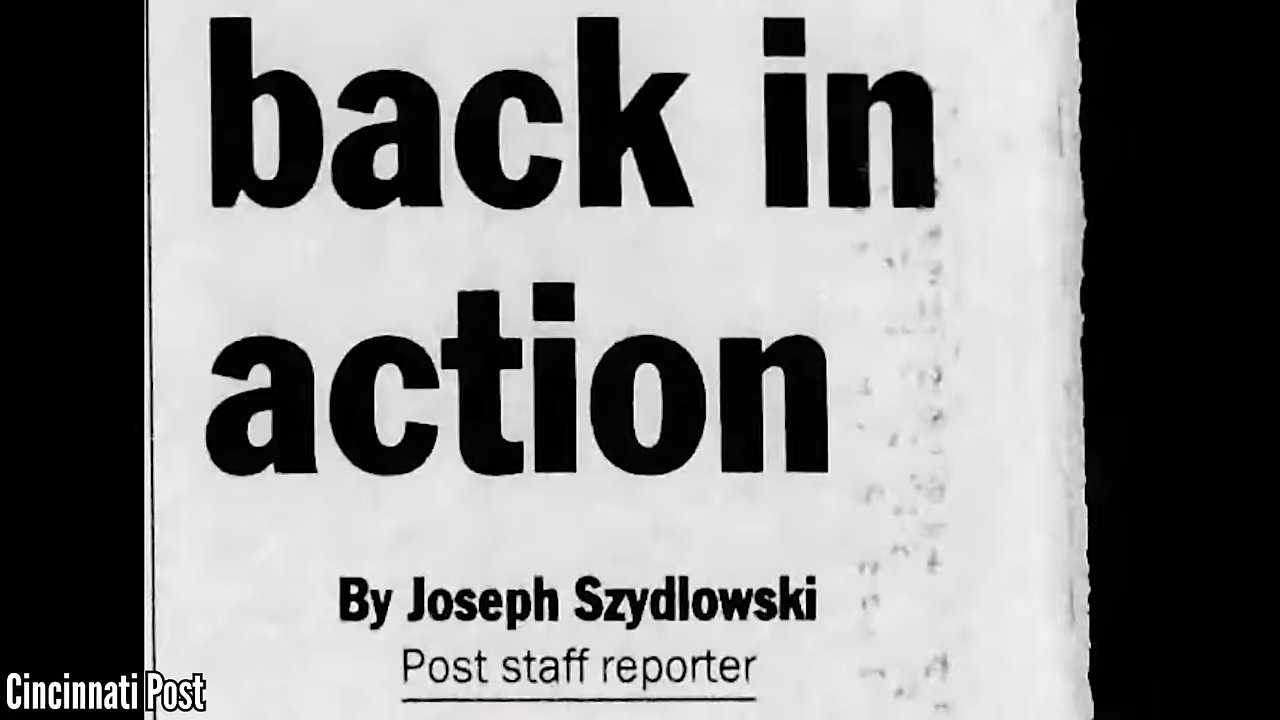 back in
action
By Joseph Szydlowski
Post staff reporter
Cincinnati Post